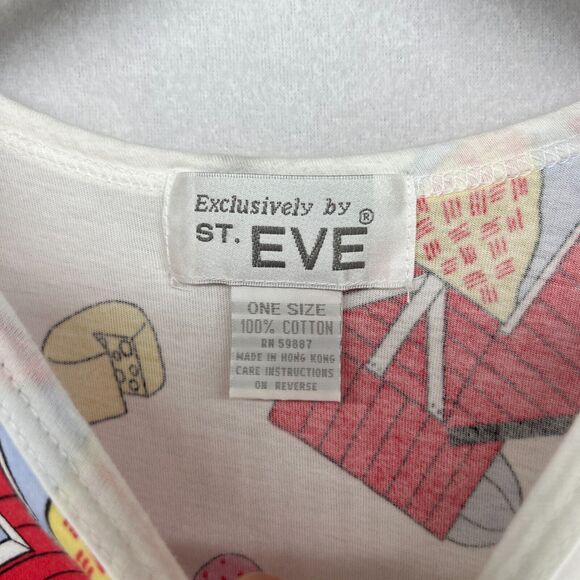 Exclusively by
ST. EVE®
ONE SIZE
100% COTTON
RN 59887
MADE IN HONG KONG
CARE INSTRUCTIONS
ON REVERSE